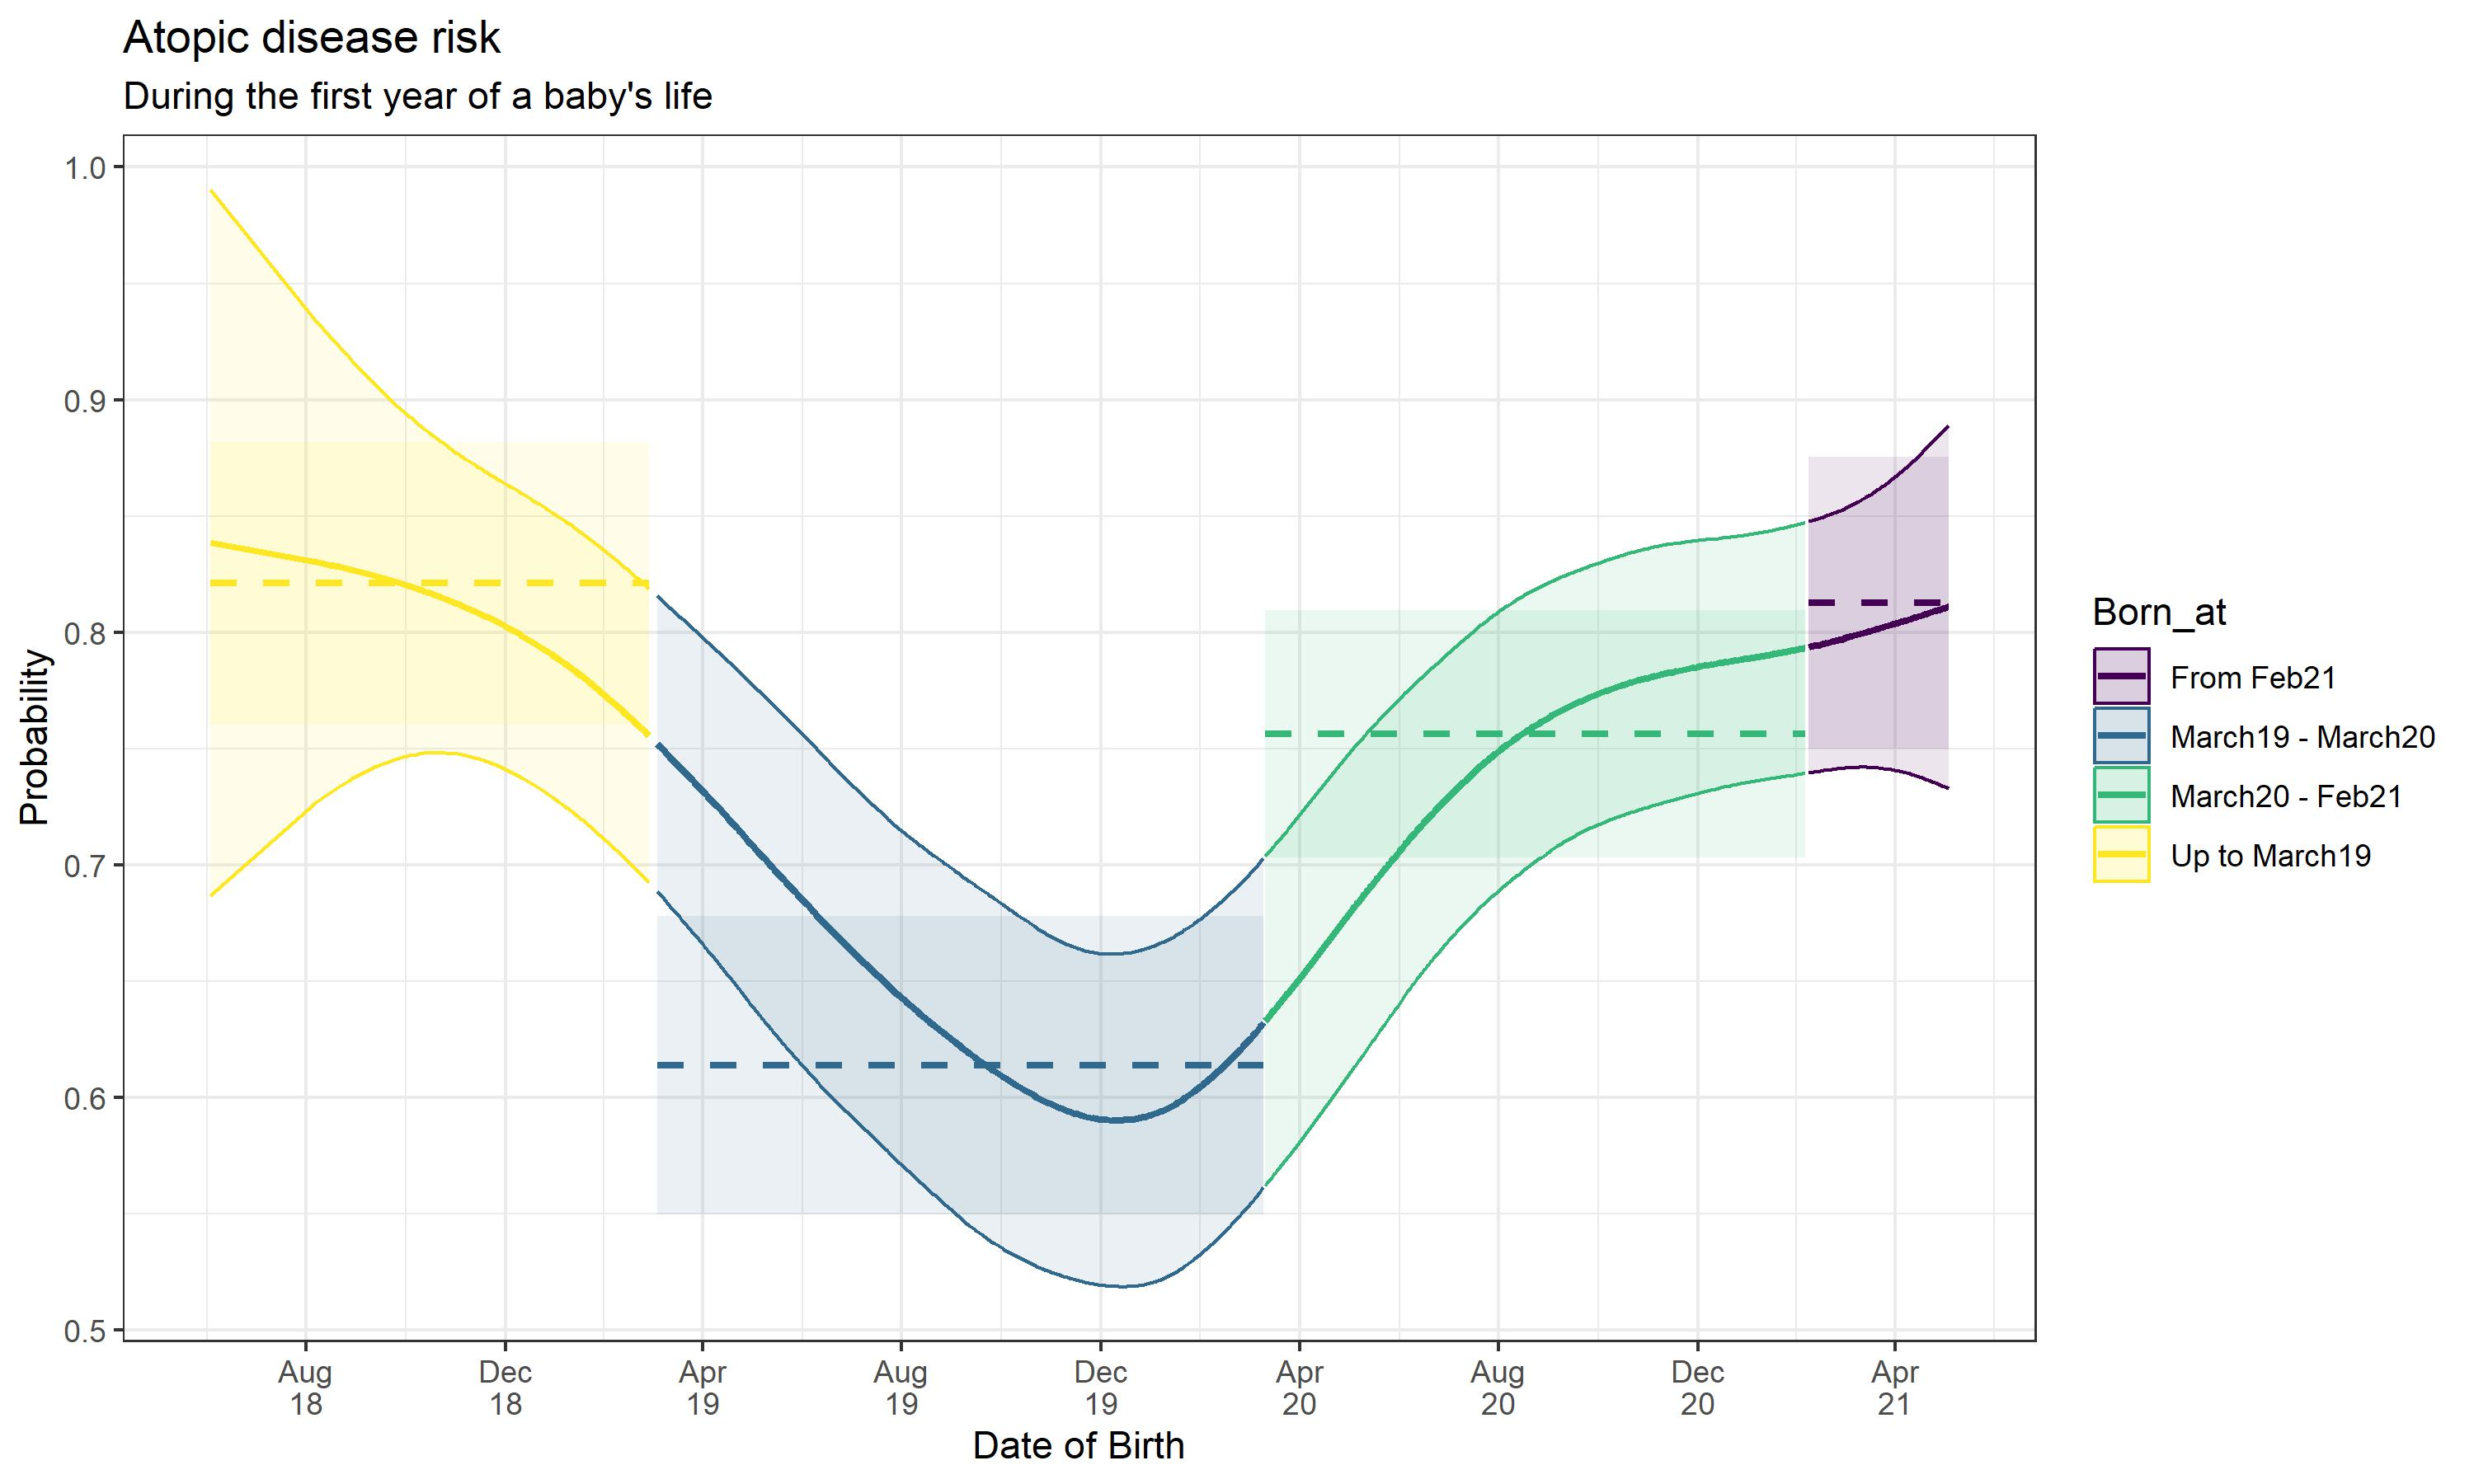 Atopic disease risk
During the first year of a baby's life
Probability
1.0
0.9
0.8
0.7
0.6
0.5
Aug
18
Dec
18
Apr
19
Aug
19
Dec
19
Apr
20
Aug
20
Dec
20
Apr
21
Date of Birth
Born_at
From Feb21
March19 - March20
March20 - Feb21
Up to March19